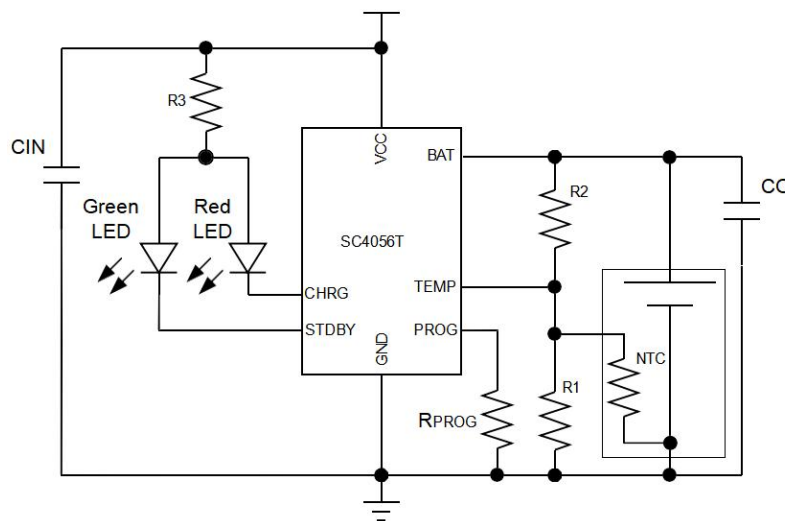 R3
CIN
VCC
BAT
R2
CO
Green
LED
Red
LED
SC4056T
CHRG
TEMP
STDBY
GND
PROG
NTC
R1
RPROG